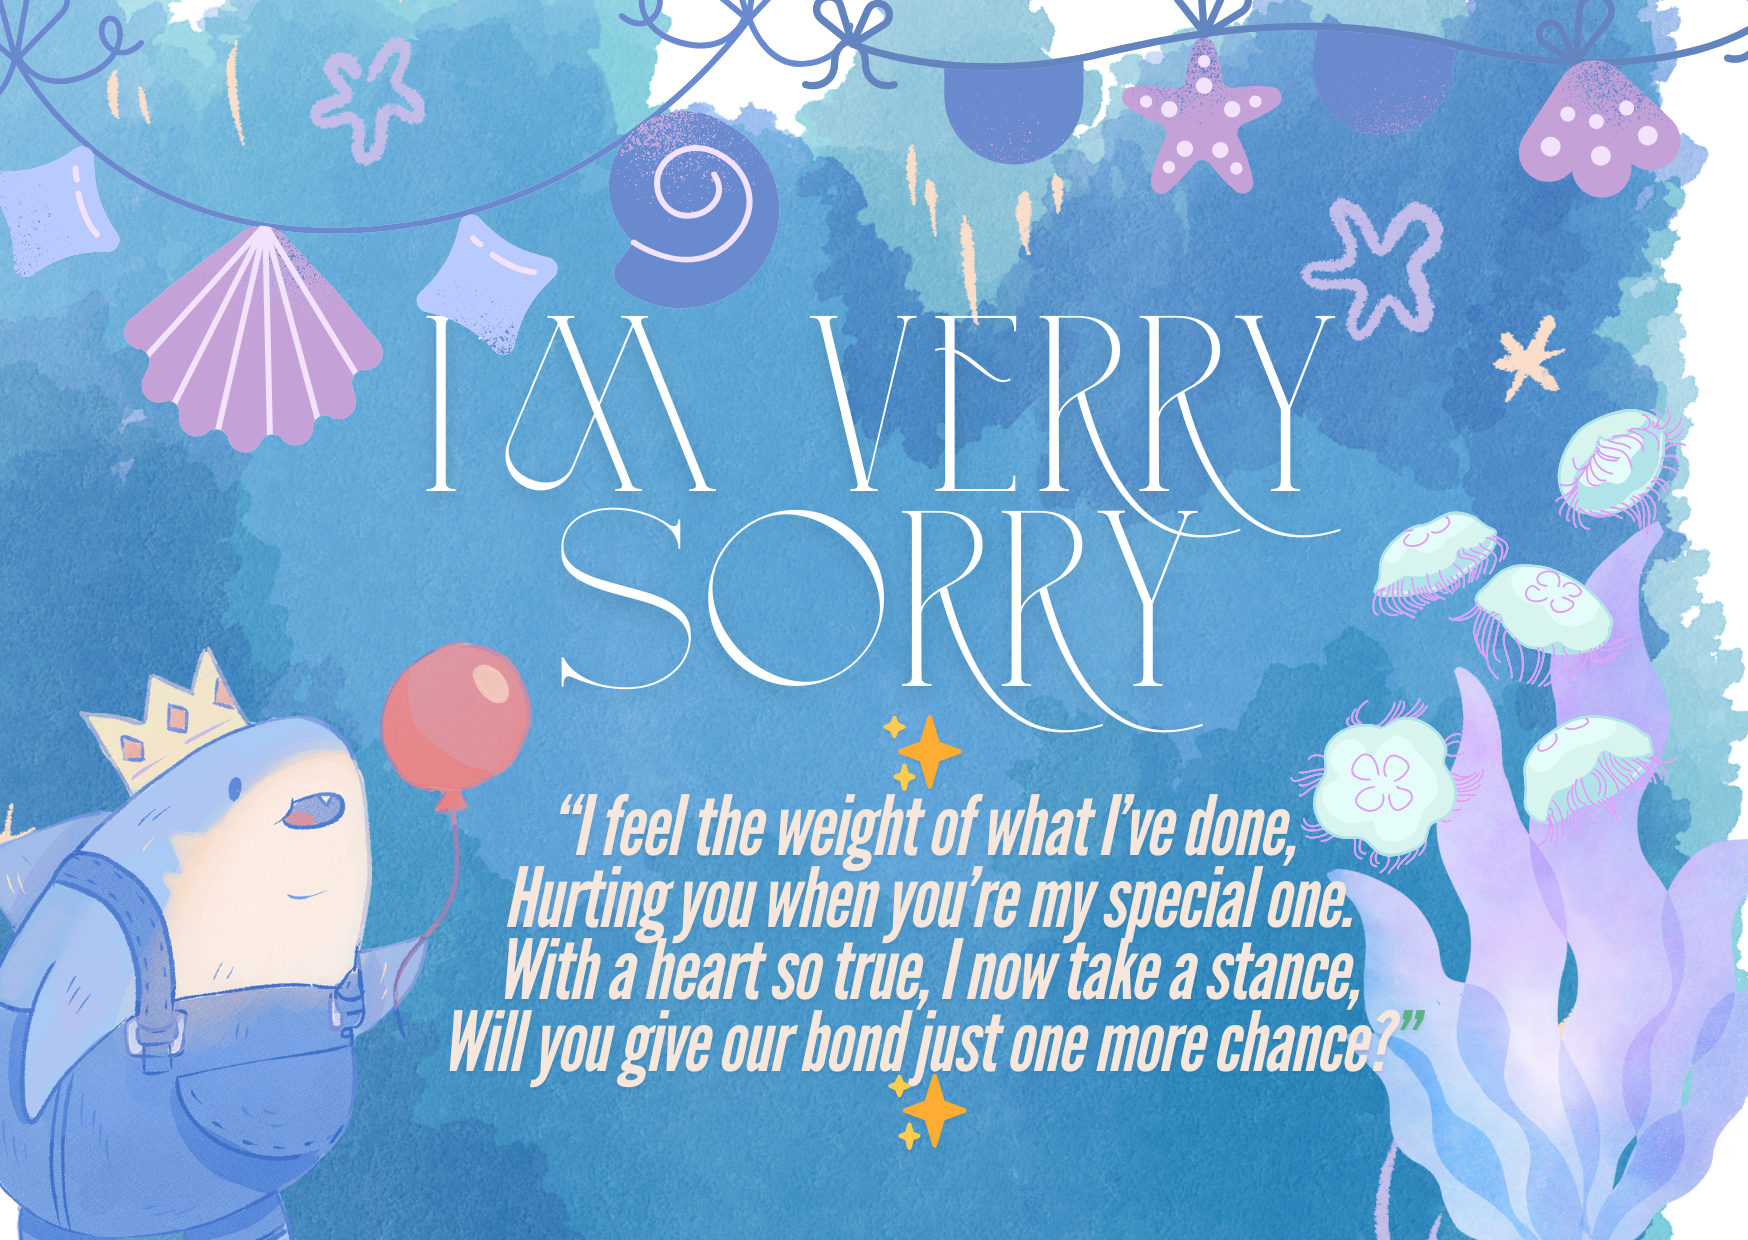 I'M VERRY
SORRY
✨
“I feel the weight of what I’ve done,
Hurting you when you’re my special one.
With a heart so true, I now take a stance,
Will you give our bond just one more chance?”
✨